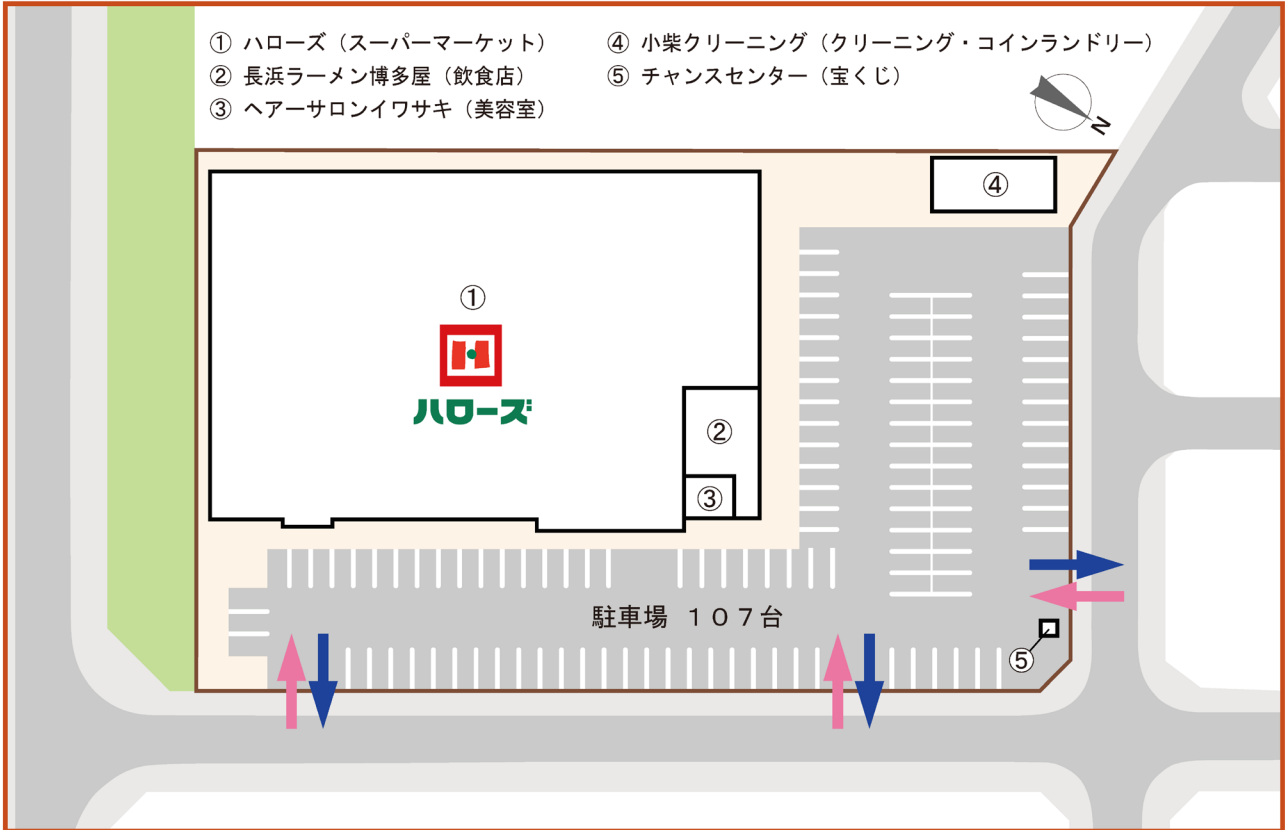 ① ハローズ（スーパーマーケット）
② 長浜ラーメン博多屋（飲食店）
③ ヘアーサロンイワサキ（美容室）
④ 小柴クリーニング（クリーニング・コインランドリー）
⑤ チャンスセンター（宝くじ）
N
④
①
ハローズ
②
③
駐車場 １０７台
⑤